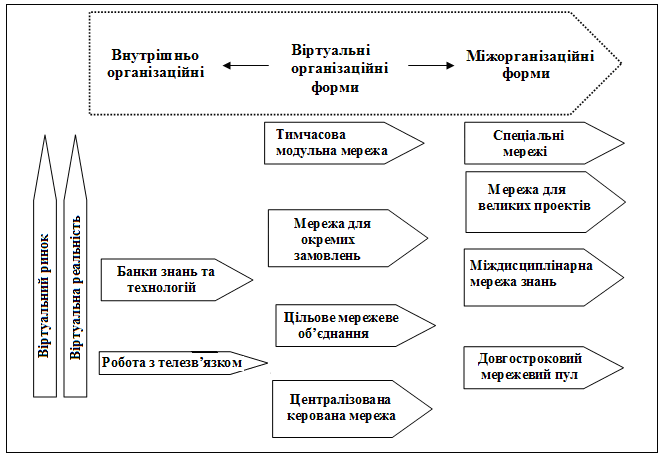 Внутрішньо
організаційні
Віртуальні
організаційні
форми
Міжорганізаційні
форми
Віртуальний ринок
Віртуальна реальність
Банки знань та
технологій
Робота з телезв’язком
Тимчасова
модульна мережа
Мережа для
окремих
замовлень
Цільове мережеве
об’єднання
Централізована
керована мережа
Спеціальні
мережі
Мережа для
великих проектів
Міждисциплінарна
мережа знань
Довгостроковий
мережевий пул